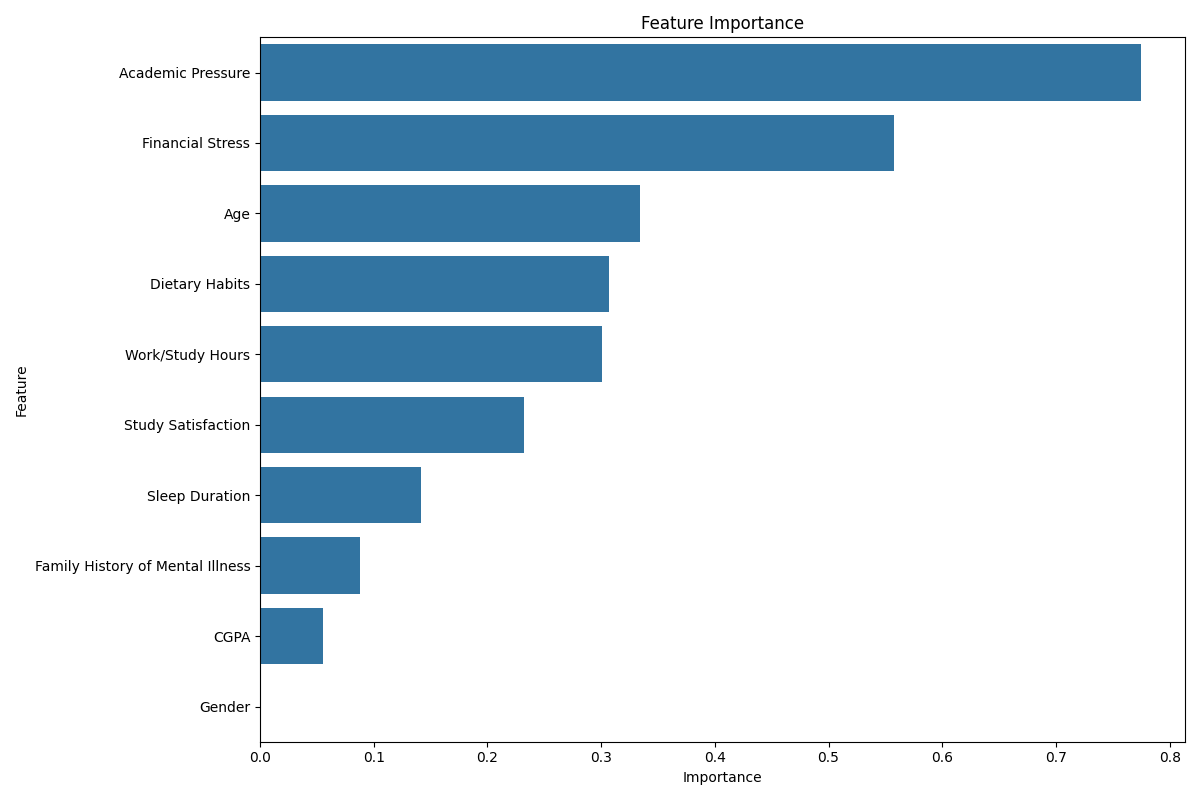 Feature Importance
Academic Pressure
Financial Stress
Age
Dietary Habits
Work/Study Hours
Study Satisfaction
Sleep Duration
Family History of Mental Illness
CGPA
Gender
Feature
0.0 0.1 0.2 0.3 0.4 0.5 0.6 0.7 0.8
Importance